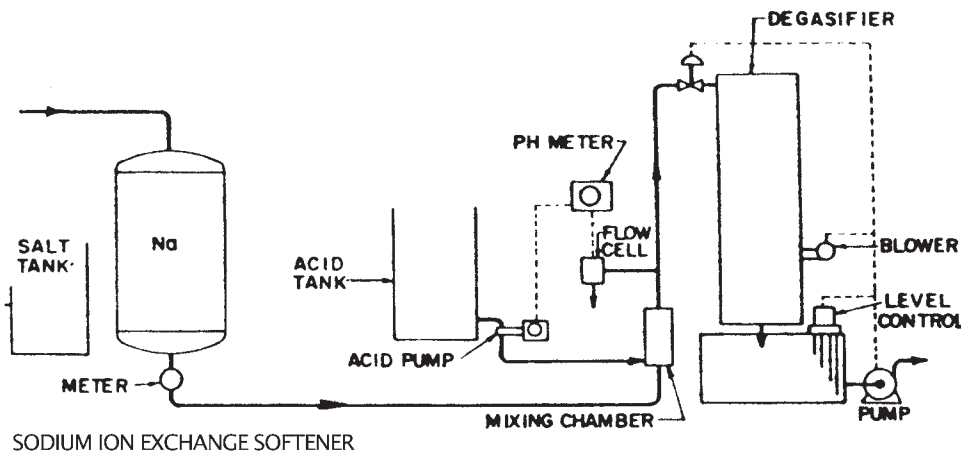 DEGASIFIER
PH METER
FLOW
CELL
Na
SALT
TANK
ACID
TANK
BLOWER
LEVEL
CONTROL
ACID PUMP
METER
MIXING CHAMBER
PUMP
SODIUM ION EXCHANGE SOFTENER